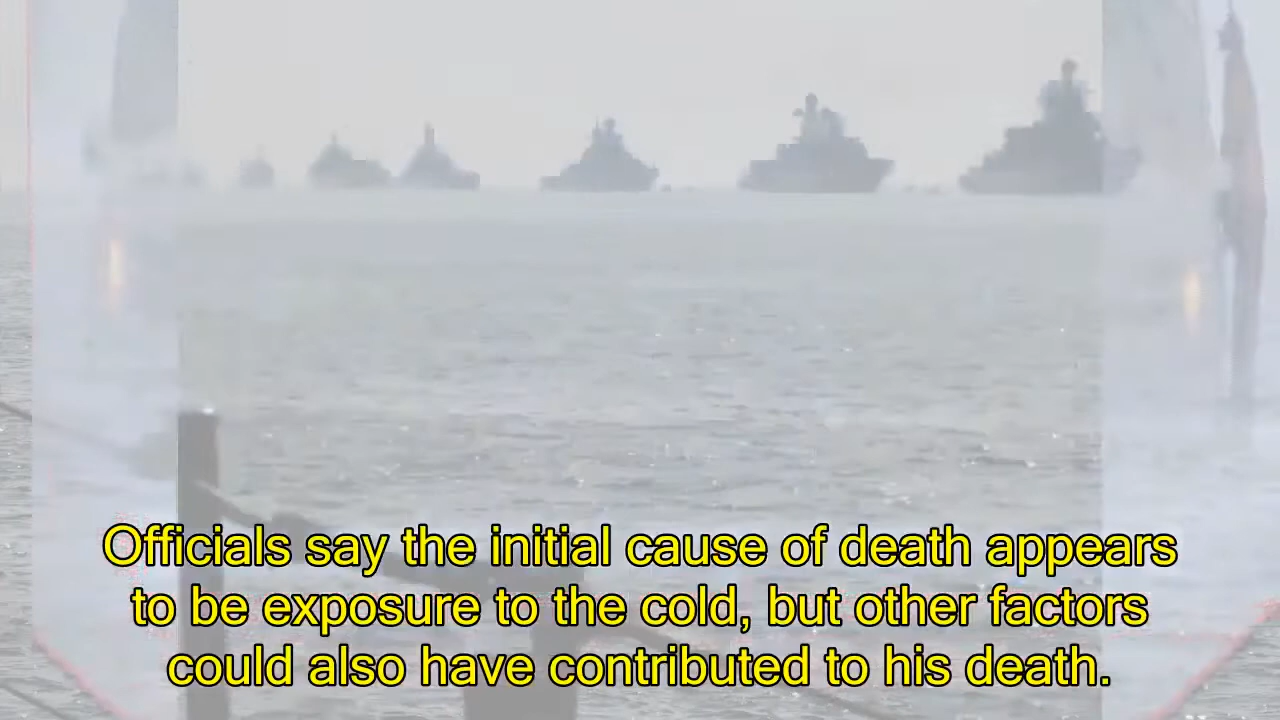 Officials say the initial cause of death appears
to be exposure to the cold, but other factors
could also have contributed to his death.